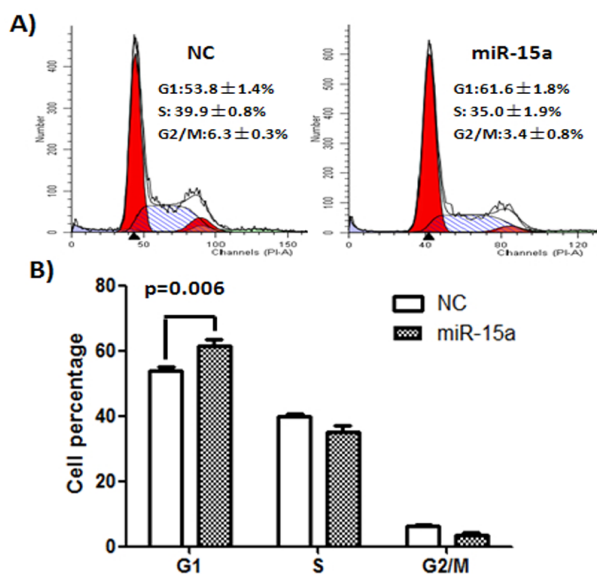 A)
NC
G1:53.8±1.4%
S: 39.9±0.8%
G2/M:6.3±0.3%
Number
0
100
200
300
400
0
50
100
150
Channels (PI-A)
miR-15a
G1:61.6±1.8%
S: 35.0±1.9%
G2/M:3.4±0.8%
Number
0
100
200
300
400
500
600
0
40
80
120
Channels (PI-A)
B)
p=0.006
NC
miR-15a
Cell percentage
80
60
40
20
0
G1
S
G2/M